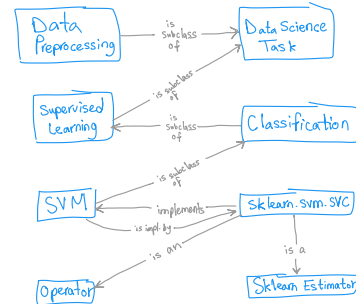 Data
Preprocessing
is
subclass
of
Data Science
Task
is subclass
of
Supervised
Learning
is
subclass
of
Classification
is subclass
of
SVM
implements
is impl. by
sklearn.svm.SVC
is an
is a
Operator
Sklearn Estimator